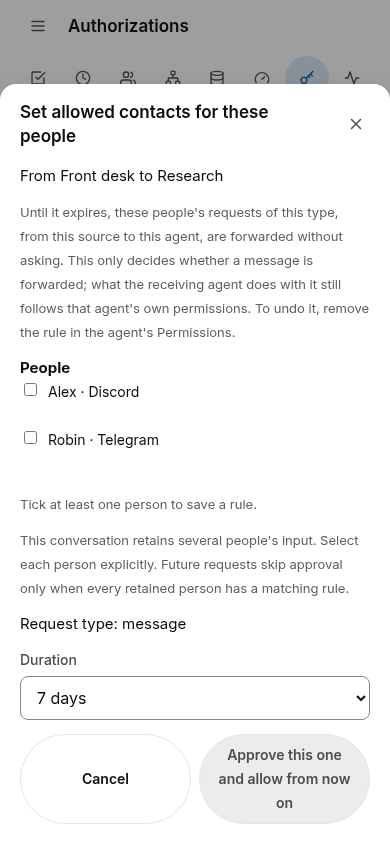 Authorizations
Set allowed contacts for these
people
From Front desk to Research
Until it expires, these people's requests of this type,
from this source to this agent, are forwarded without
asking. This only decides whether a message is
forwarded; what the receiving agent does with it still
follows that agent's own permissions. To undo it, remove
the rule in the agent's Permissions.
People
Alex · Discord
Robin · Telegram
Tick at least one person to save a rule.
This conversation retains several people's input. Select
each person explicitly. Future requests skip approval
only when every retained person has a matching rule.
Request type: message
Duration
7 days
Cancel
Approve this one
and allow from now
on